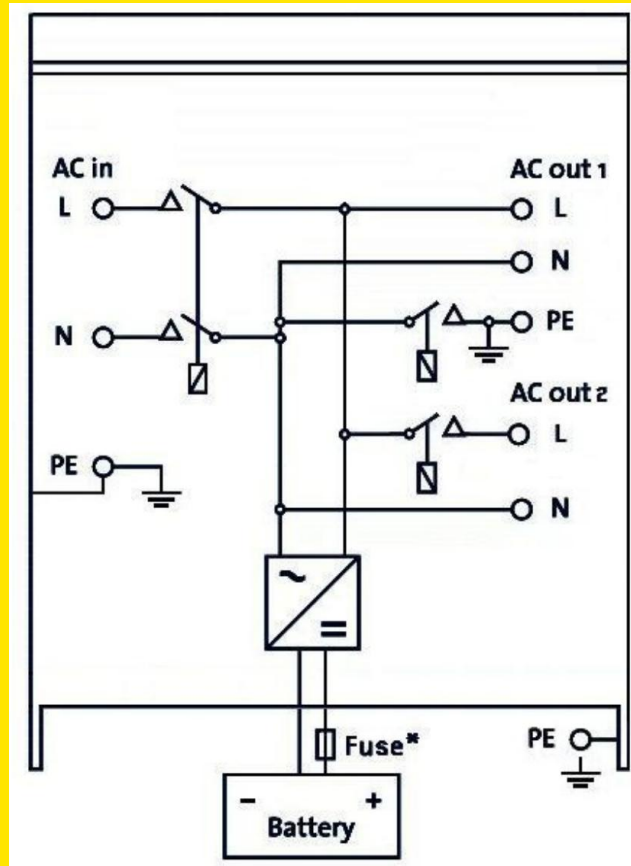 AC in
AC out 1
L
L
N
N
PE
AC out 2
L
PE
N
~
=
Fuse*
PE
- +
Battery